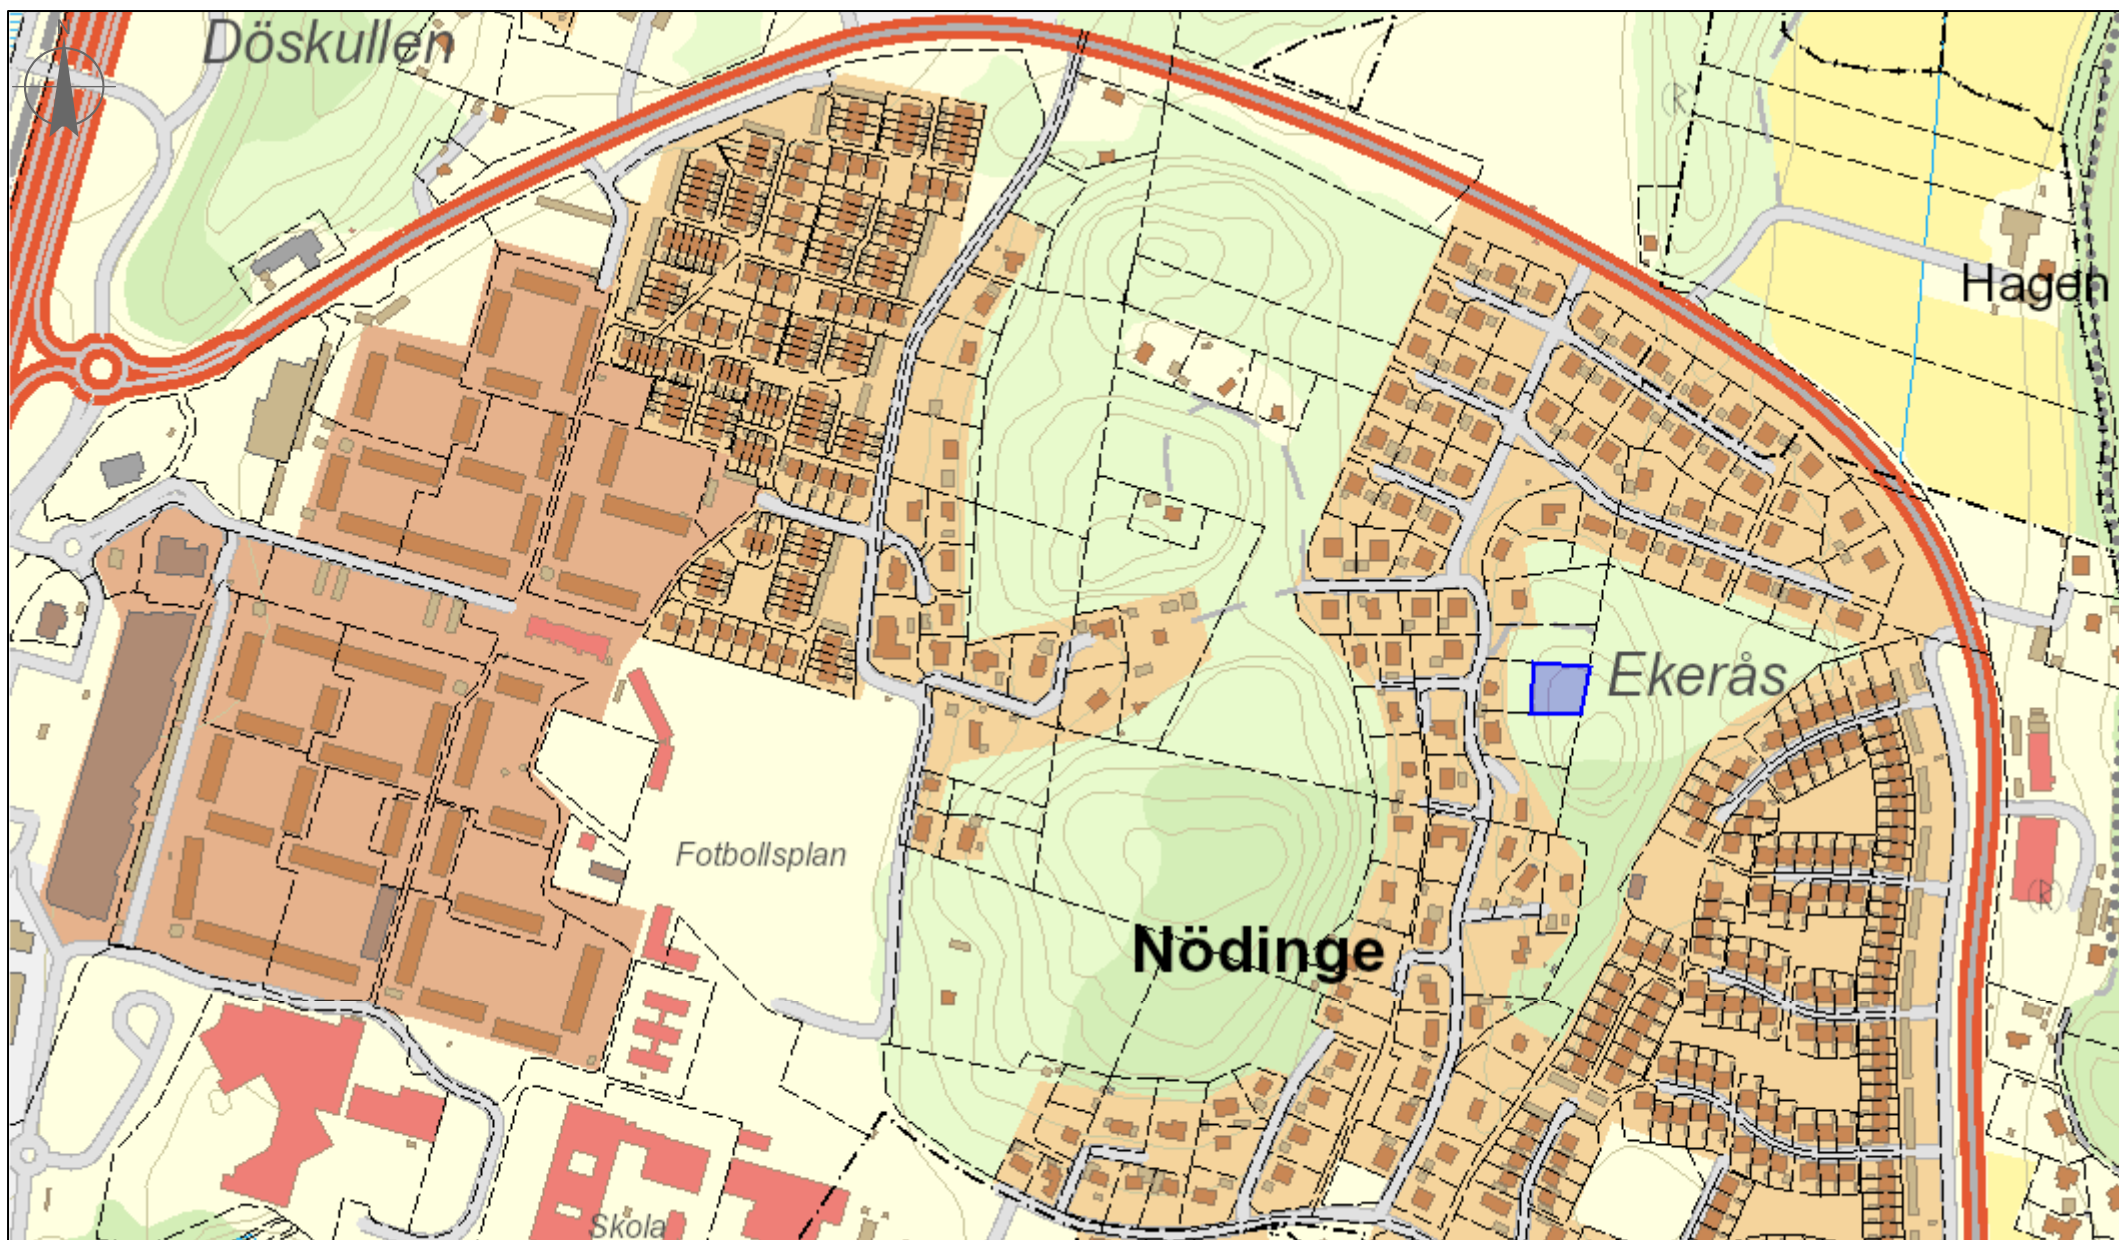 Döskullen
Hagen
Ekerås
Fotbollsplan
Nödinge
Skola
R
R